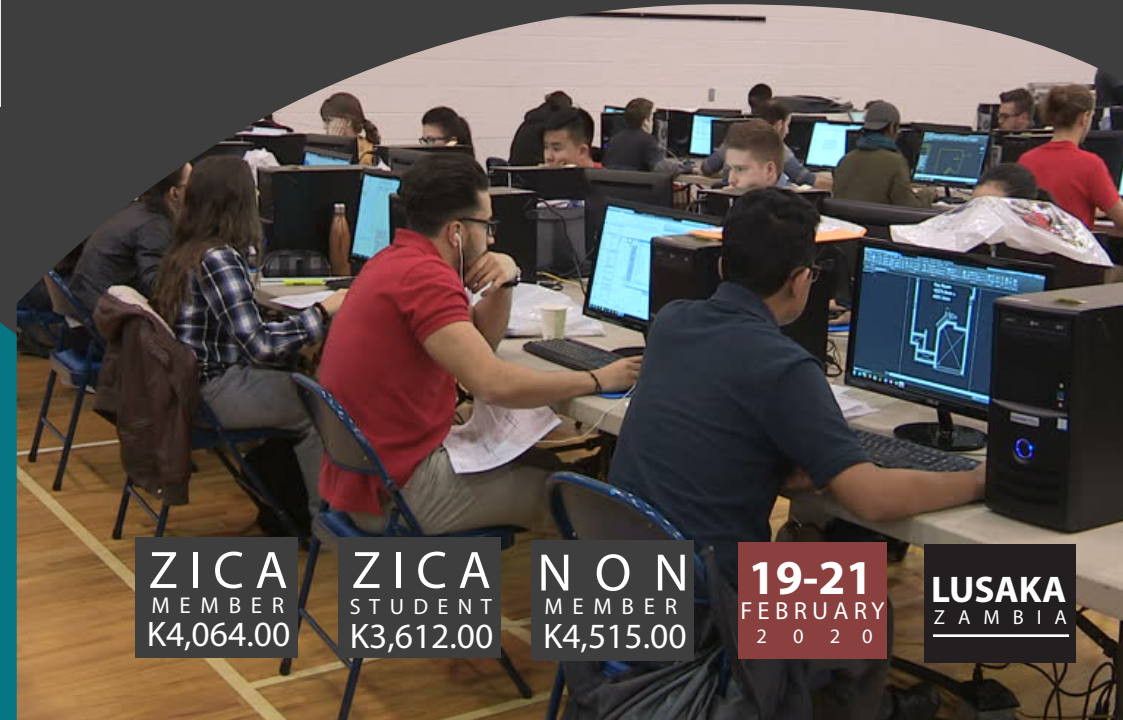 ZICA
MEMBER
K4,064.00
ZICA
STUDENT
K3,612.00
NON
MEMBER
K4,515.00
19-21
FEBRUARY
2020
LUSAKA
ZAMBIA